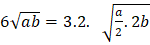 6√ab = 3.2. √(a/2 . 2b)